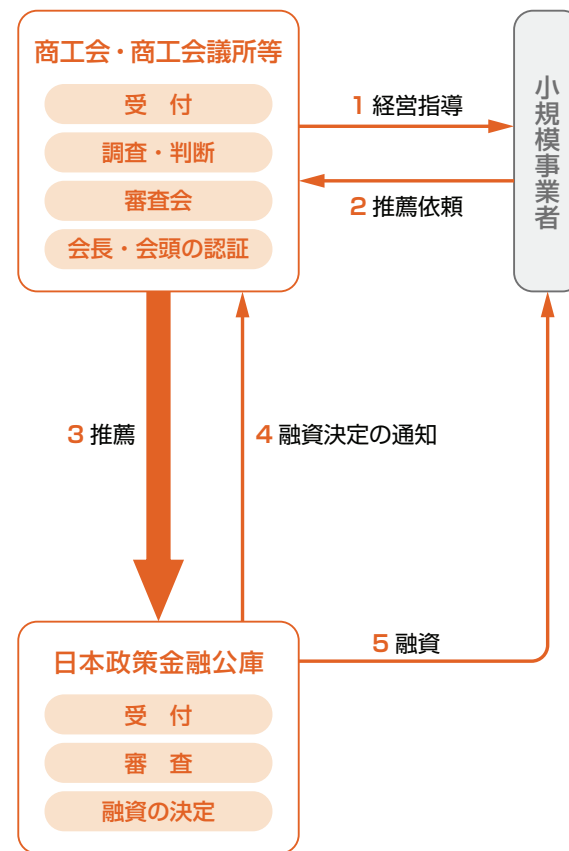 商工会・商工会議所等
受　付
調査・判断
審査会
会長・会頭の認証
1 経営指導
2 推薦依頼
小規模事業者
3 推薦
4 融資決定の通知
日本政策金融公庫
受　付
審　査
融資の決定
5 融資